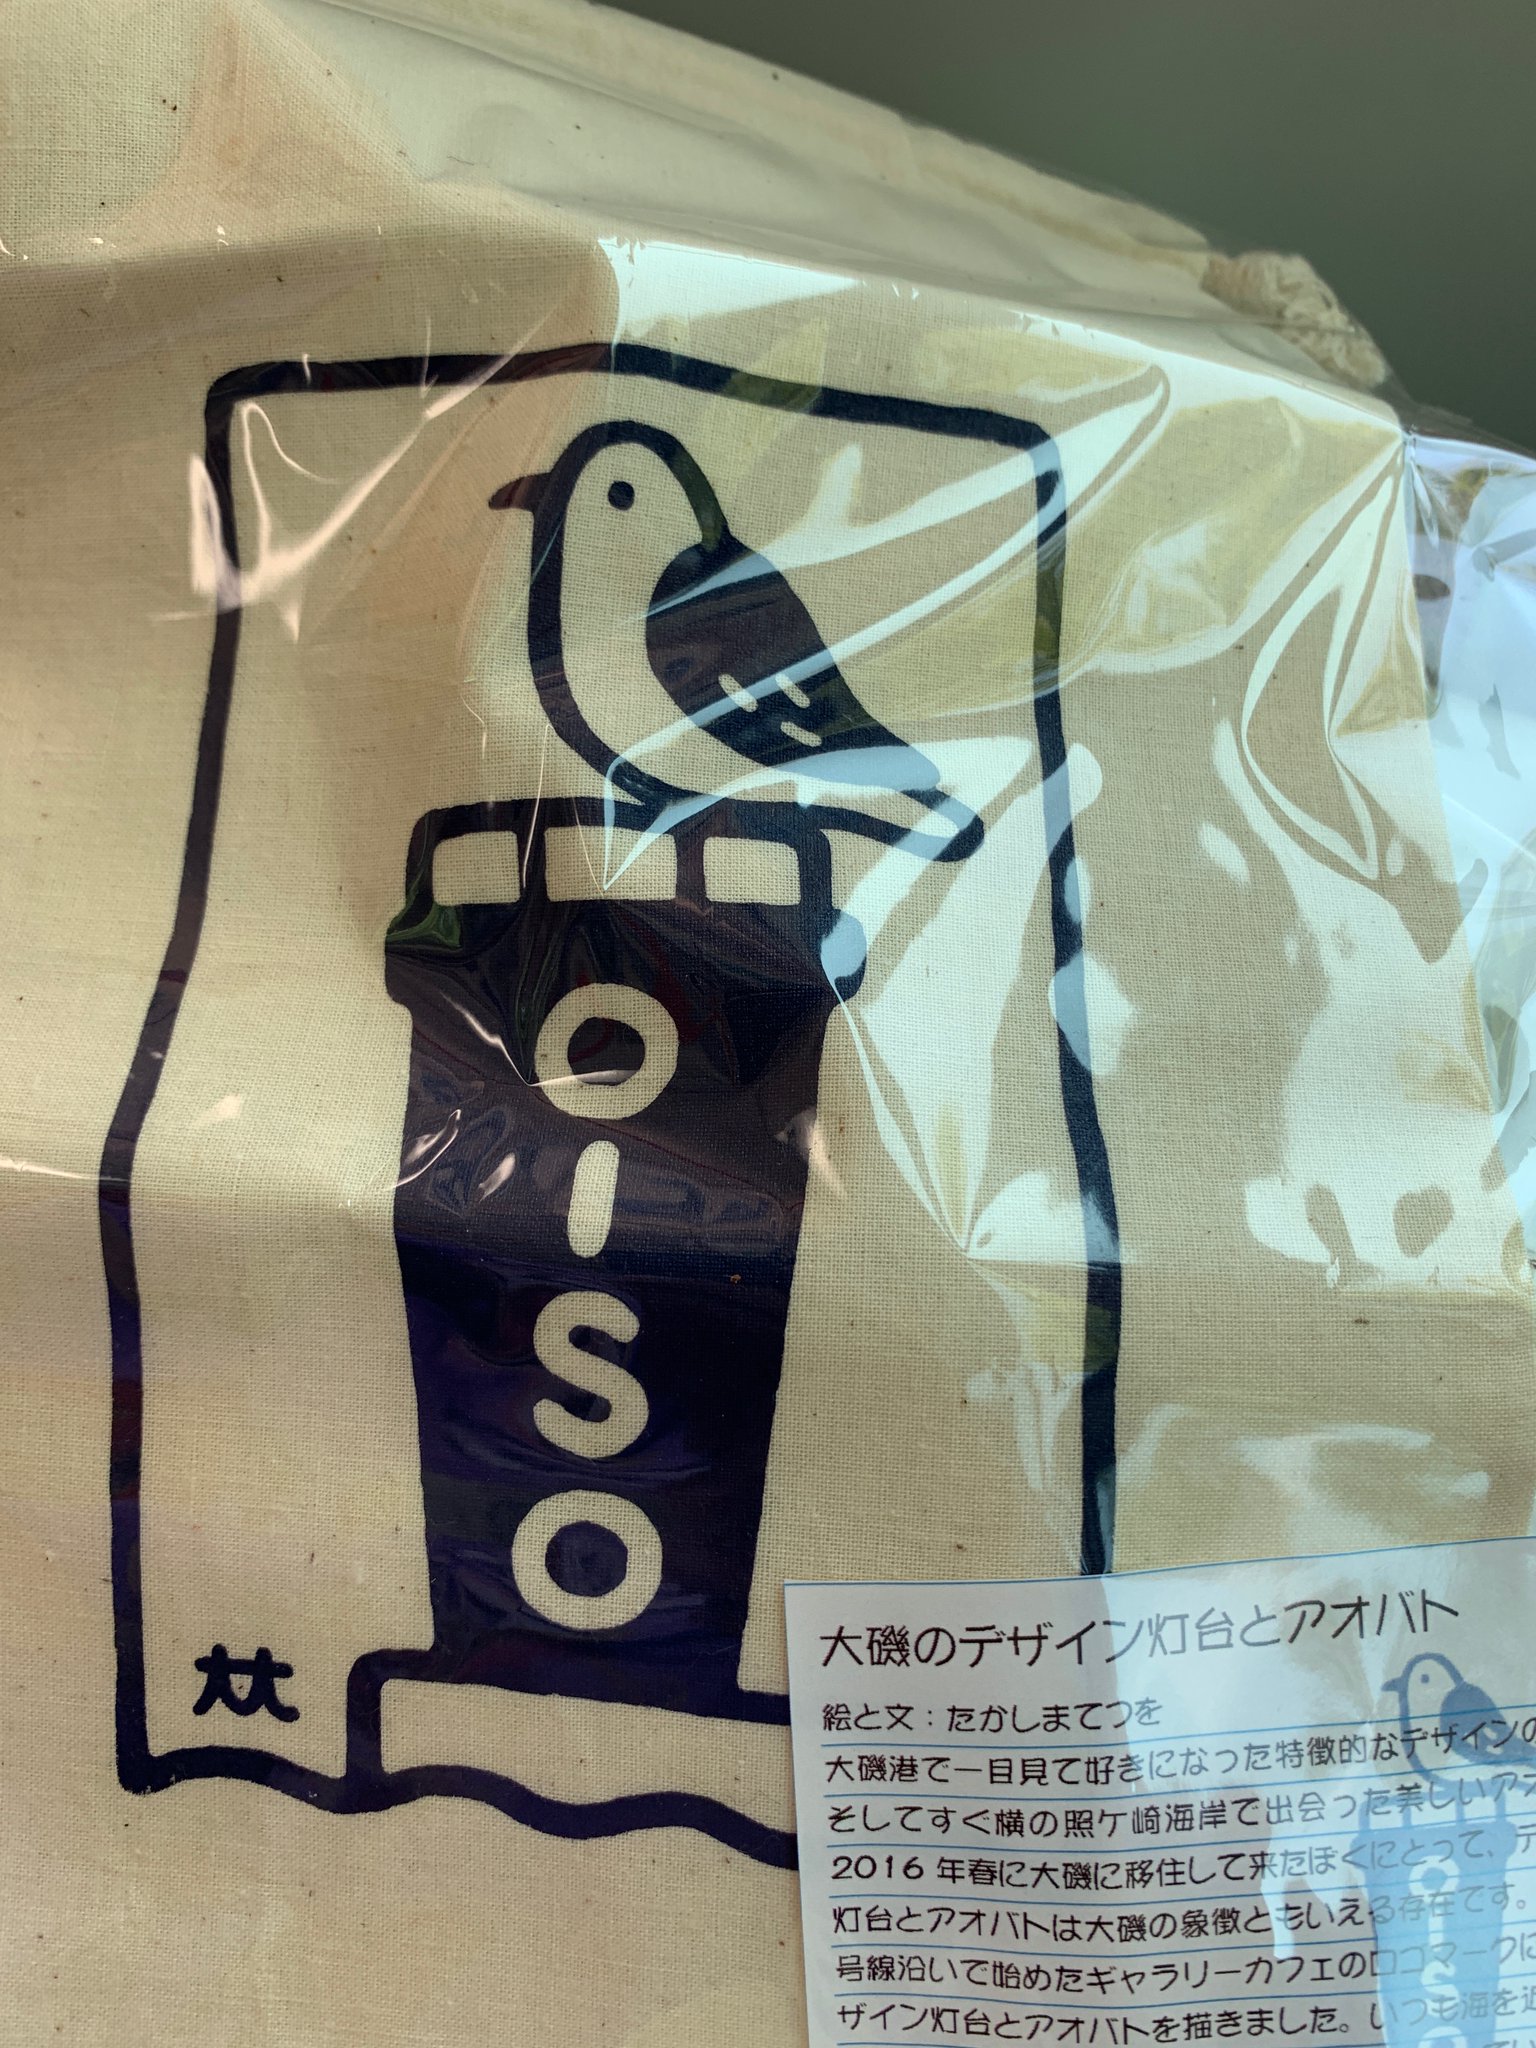 O
I
S
O
大磯のデザイン灯台とアオバト
絵と文：たかしまてつを
大磯港で一目見て好きになった特徴的なデザインの
そしてすぐ横の照ケ崎海岸で出会った美しいア
2016 年春に大磯に移住して来たぼくにとって、デ
灯台とアオバトは大磯の象徴ともいえる存在です。
号線沿いで始めたギャラリーカフェのロゴマークに
ザイン灯台とアオバトを描きました。いつも海を